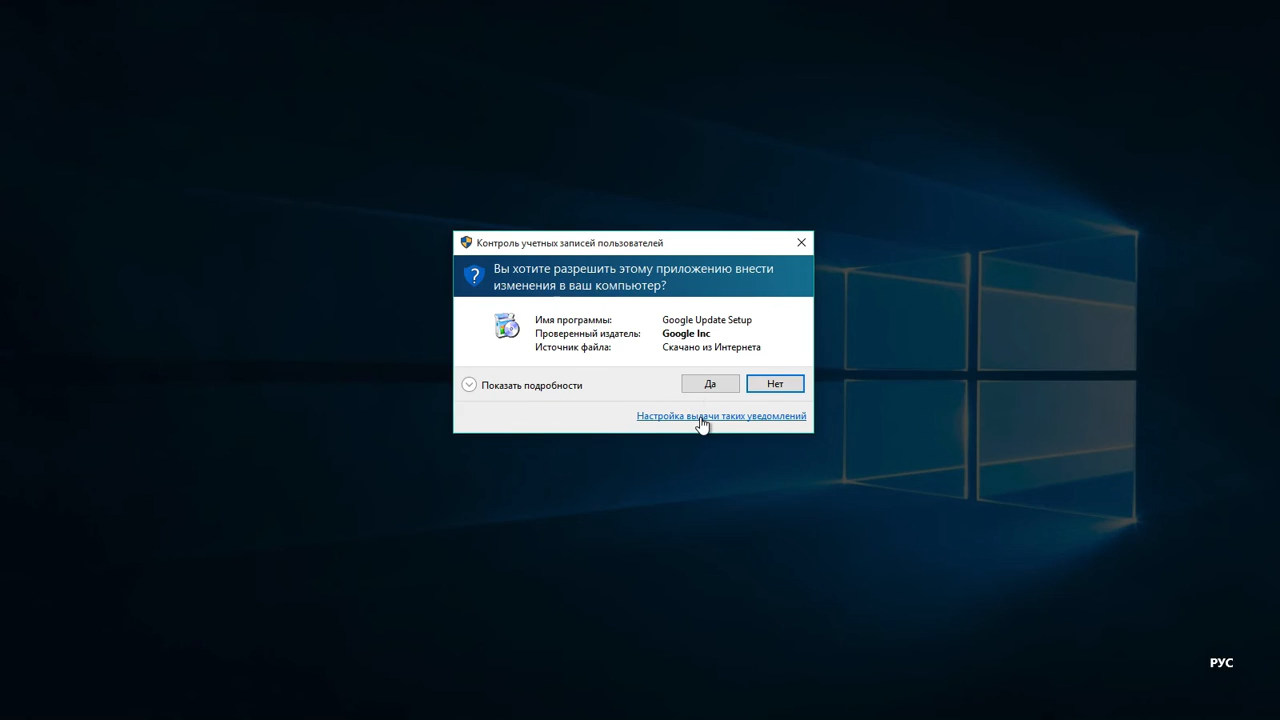 Контроль учетных записей пользователей
Вы хотите разрешить этому приложению внести
изменения в ваш компьютер?
Имя программы: Google Update Setup
Проверенный издатель: Google Inc
Источник файла: Скачано из Интернета
Показать подробности
Да
Нет
Настройка выдачи таких уведомлений
РУС